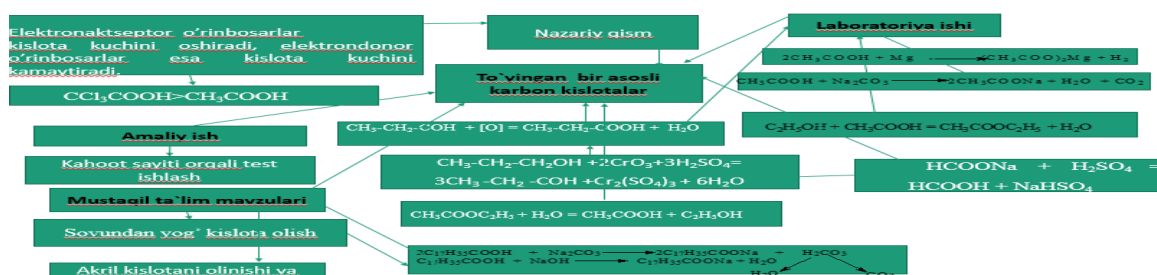 Elektronaktseptor o’rinbosarlar
kislota kuchini oshiradi, elektrondonor
o’rinbosarlar esa kislota kuchini
kamaytiradi.
CCl₃COOH>CH₃COOH
Nazariy qism
Laboratoriya ishi
2CH₃COOH + Mg → (CH₃COO)₂Mg + H₂
CH₃COOH + Na₂CO₃ → 2CH₃COONa + H₂O + CO₂
C₂H₅OH + CH₃COOH = CH₃COOC₂H₅ + H₂O
HCOONa + H₂SO₄ =
HCOOH + NaHSO₄
To`yingan bir asosli
karbon kislotalar
CH₃-CH₂-COH + [O] = CH₃-CH₂-COOH + H₂O
CH₃-CH₂-CH₂OH +2CrO₃+3H₂SO₄=
3CH₃-CH₂-COH +Cr₂(SO₄)₃ + 6H₂O
CH₃COOC₂H₅ + H₂O = CH₃COOH + C₂H₅OH
Amaliy ish
Kahoot sayiti orqali test
ishlash
Mustaqil ta`lim mavzulari
Sovundan yog’ kislota olish
Akril kislotani olinishi va
2C₁₇H₃₅COOH + Na₂CO₃ → 2C₁₇H₃₅COONa + H₂CO₃
C₁₇H₃₅COOH + NaOH → C₁₇H₃₅COONa + H₂O
H₂O
CO₂